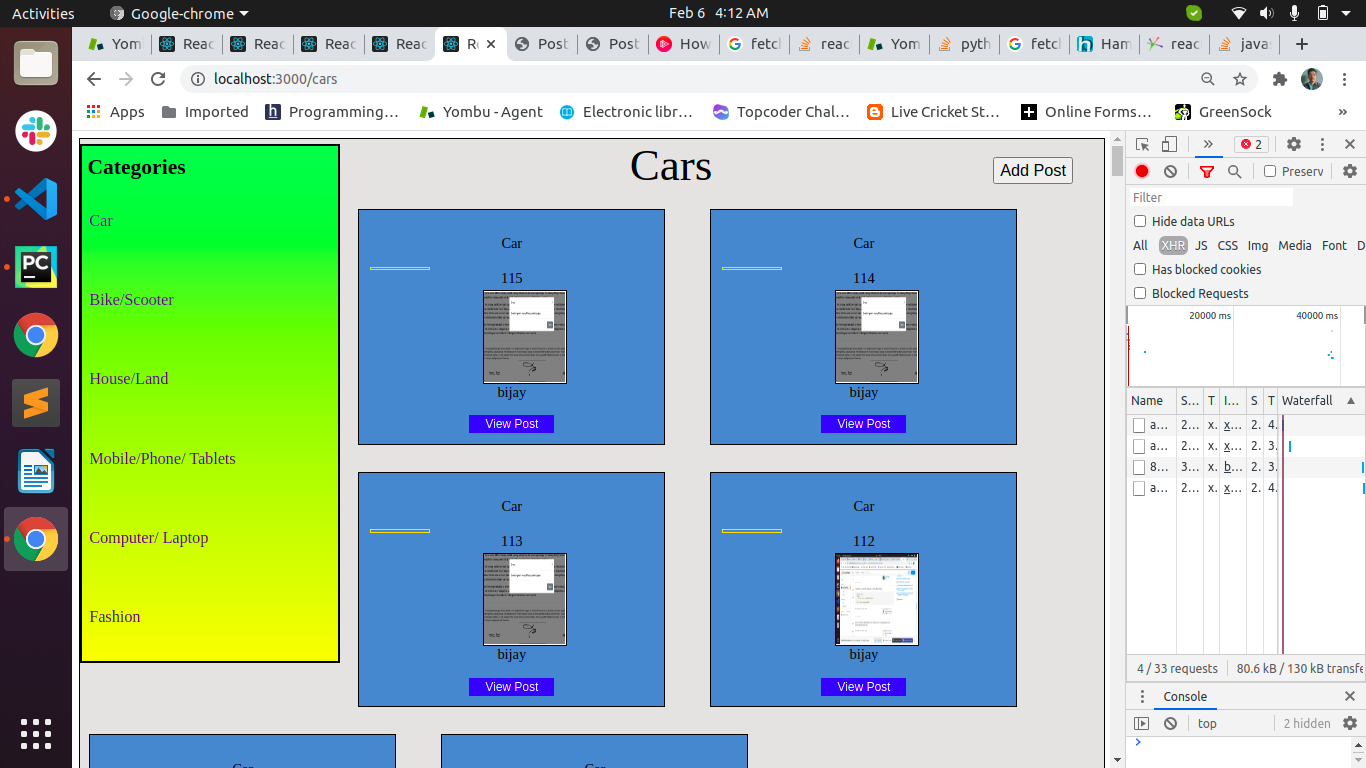 Activities
Google-chrome
Feb 6 4:12 AM
Yom
Reac
Reac
Reac
Reac
Re
Post
Post
How
fetch
reac
Yom
pyth
fetch
Ham
reac
javas
localhost:3000/cars
Apps
Imported
Programming…
Yombu - Agent
Electronic libr…
Topcoder Chal…
Live Cricket St…
Online Forms…
GreenSock
»
Categories
Car
Bike/Scooter
House/Land
Mobile/Phone/ Tablets
Computer/ Laptop
Fashion
Cars
Add Post
Car
115
bijay
View Post
Car
114
bijay
View Post
Car
113
bijay
View Post
Car
112
bijay
View Post
Car
Car
» 2
Preserv
Filter
Hide data URLs
All XHR JS CSS Img Media Font D
Has blocked cookies
Blocked Requests
20000 ms 40000 ms
Name S… T I… S T Waterfall
a… 2… x. x… 2. 4.
a… 2… x. x… 2. 3.
8… 3… x. b… 2. 3.
a… 2… x. x… 2. 4.
4 / 33 requests 80.6 kB / 130 kB transfe
Console
top 2 hidden